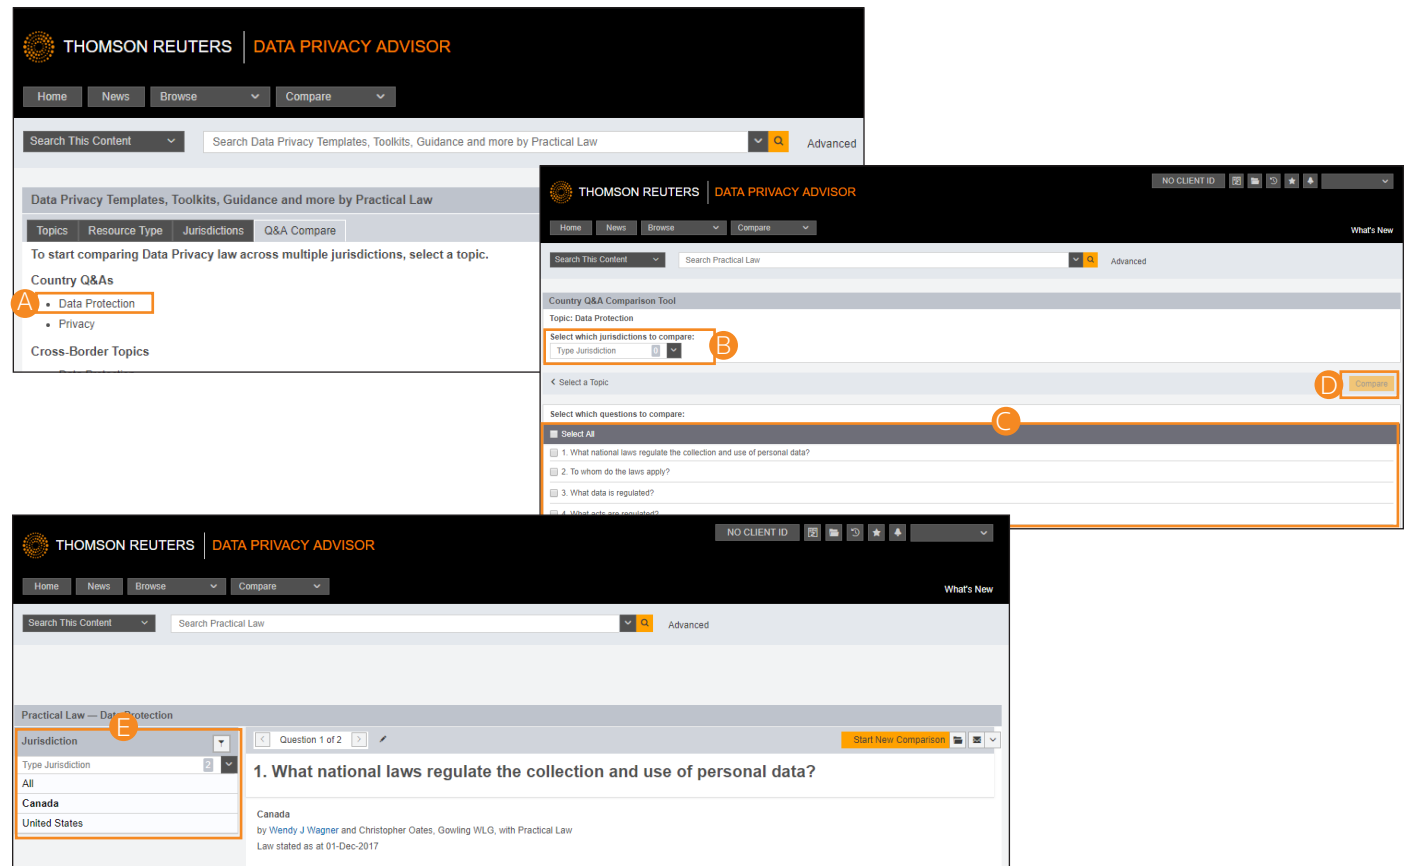 THOMSON REUTERS DATA PRIVACY ADVISOR
Home News Browse Compare
Search This Content Search Data Privacy Templates, Toolkits, Guidance and more by Practical Law Advanced
Data Privacy Templates, Toolkits, Guidance and more by Practical Law
Topics Resource Type Jurisdictions Q&A Compare
To start comparing Data Privacy law across multiple jurisdictions, select a topic.
Country Q&As
A • Data Protection
• Privacy
Cross-Border Topics
THOMSON REUTERS DATA PRIVACY ADVISOR NO CLIENT ID
Home News Browse Compare What's New
Search This Content Search Practical Law Advanced
Country Q&A Comparison Tool
Topic: Data Protection
Select which jurisdictions to compare:
Type Jurisdiction 0 B
Select a Topic D Compare
Select which questions to compare: C
Select All
1. What national laws regulate the collection and use of personal data?
2. To whom do the laws apply?
3. What data is regulated?
4. What acts are regulated?
THOMSON REUTERS DATA PRIVACY ADVISOR NO CLIENT ID
Home News Browse Compare What's New
Search This Content Search Practical Law Advanced
Practical Law — Data Protection
E
Jurisdiction Question 1 of 2 Start New Comparison
Type Jurisdiction 2
All
Canada
United States
1. What national laws regulate the collection and use of personal data?
Canada
by Wendy J Wagner and Christopher Oates, Gowling WLG, with Practical Law
Law stated as at 01-Dec-2017